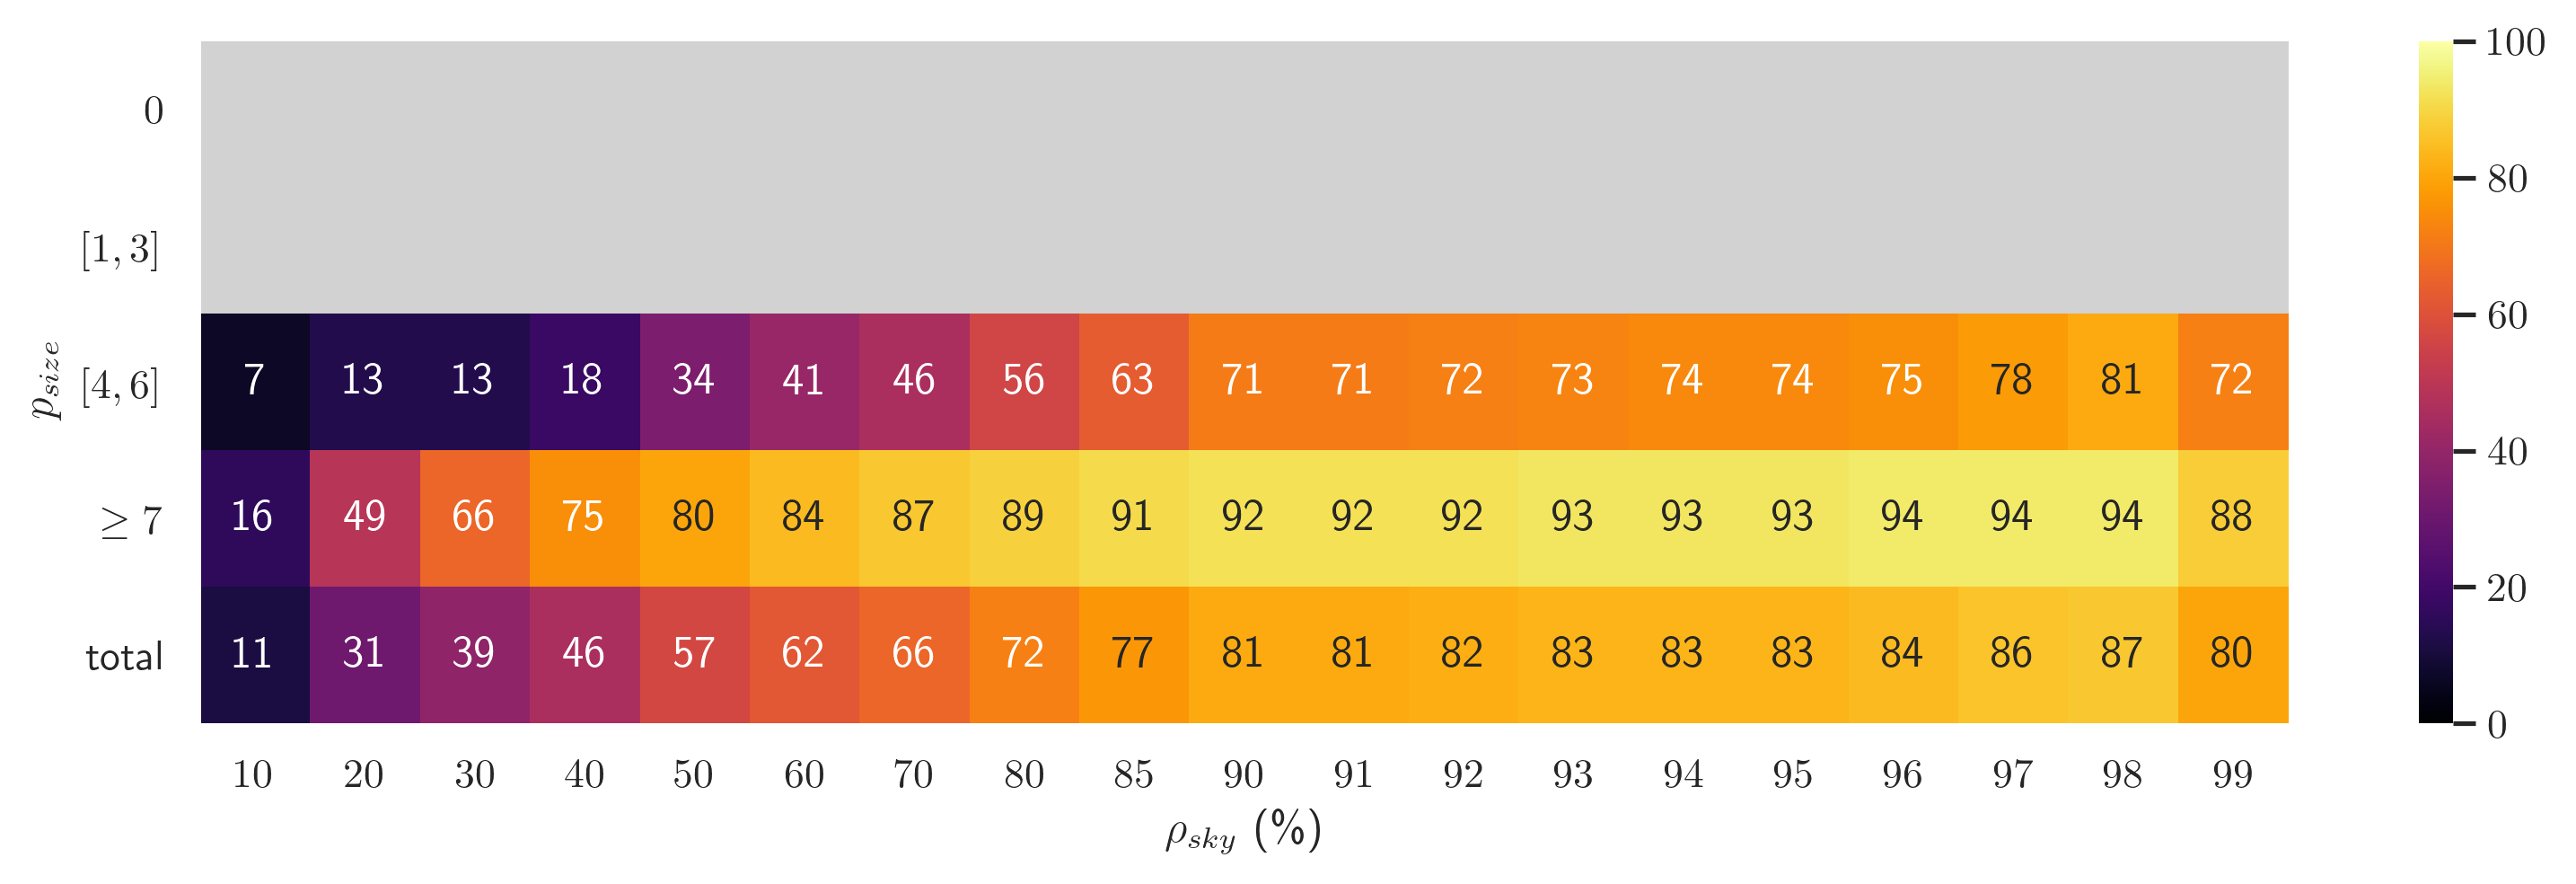 0
[1, 3]
[4, 6] 7 13 13 18 34 41 46 56 63 71 71 72 73 74 74 75 78 81 72
≥ 7 16 49 66 75 80 84 87 89 91 92 92 92 93 93 93 94 94 94 88
total 11 31 39 46 57 62 66 72 77 81 81 82 83 83 83 84 86 87 80
10 20 30 40 50 60 70 80 85 90 91 92 93 94 95 96 97 98 99
ρsky (%)
psize
100
80
60
40
20
0